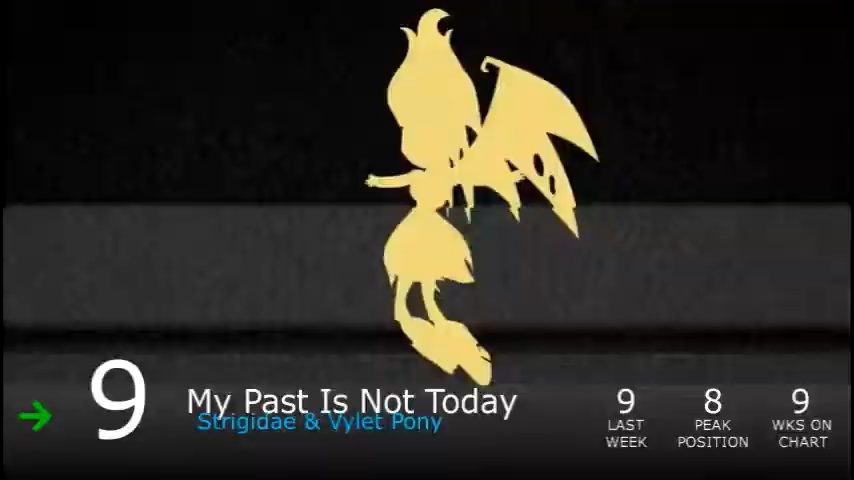 9
My Past Is Not Today
Strigidae & Vylet Pony
9 LAST WEEK
8 PEAK POSITION
9 WKS ON CHART